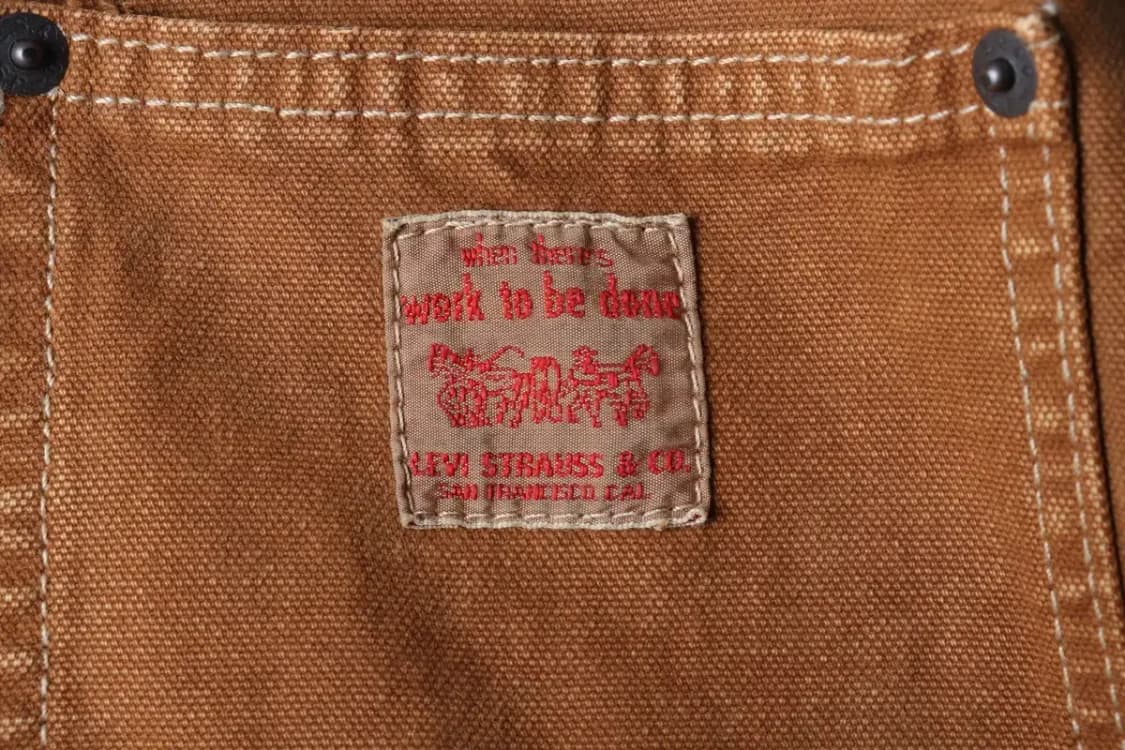 when there's
work to be done
LEVI STRAUSS & CO.
SAN FRANCISCO CAL